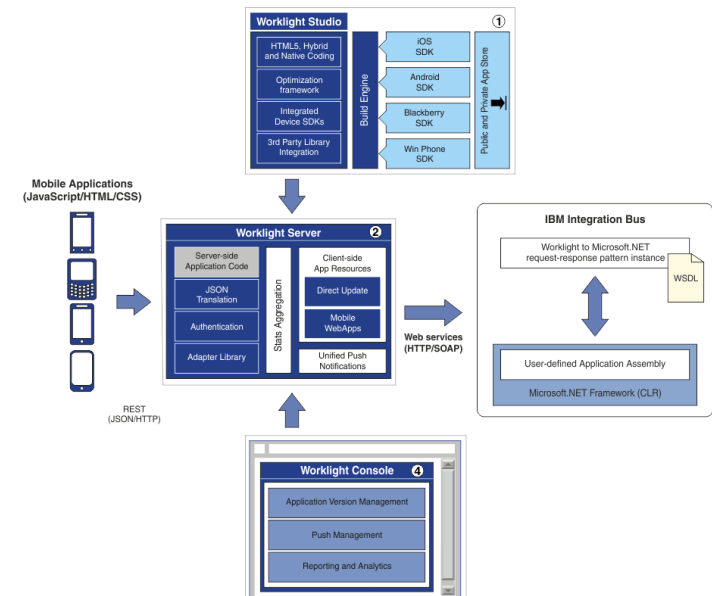 Worklight Studio
1
HTML5, Hybrid
and Native Coding
Optimization
framework
Integrated
Device SDKs
3rd Party Library
Integration
Build Engine
iOS
SDK
Android
SDK
Blackberry
SDK
Win Phone
SDK
Public and Private App Store
Mobile Applications
(JavaScript/HTML/CSS)
REST
(JSON/HTTP)
Worklight Server
2
Server-side
Application Code
JSON
Translation
Authentication
Adapter Library
Stats Aggregation
Client-side
App Resources
Direct Update
Mobile
WebApps
Unified Push
Notifications
Web services
(HTTP/SOAP)
IBM Integration Bus
Worklight to Microsoft.NET
request-response pattern instance
WSDL
User-defined Application Assembly
Microsoft.NET Framework (CLR)
Worklight Console
4
Application Version Management
Push Management
Reporting and Analytics